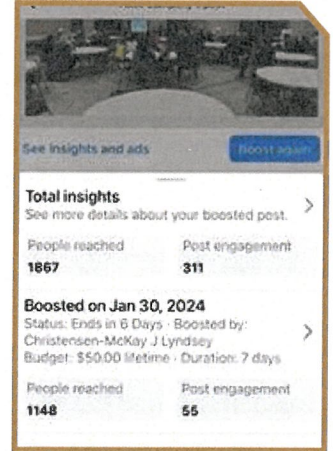 See insights and ads
Boost again
Total insights
See more details about your boosted post.
People reached
Post engagement
1867
311
Boosted on Jan 30, 2024
Status: Ends in 6 Days · Boosted by:
Christensen-McKay J Lyndsey
Budget: $50.00 lifetime · Duration: 7 days
People reached
Post engagement
1148
55